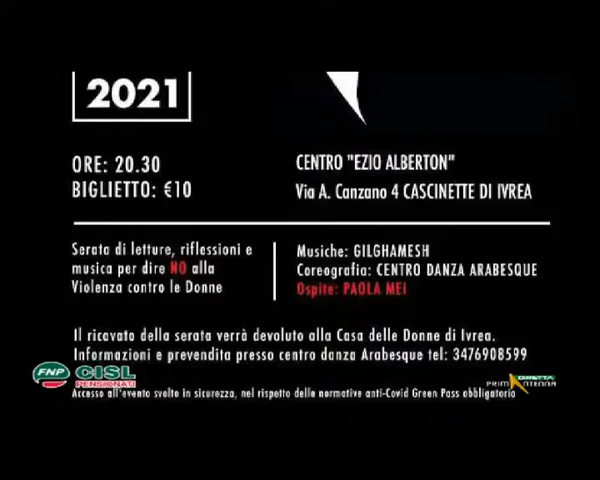 2021
ORE: 20.30
BIGLIETTO: €10
CENTRO "EZIO ALBERTON"
Via A. Canzano 4 CASCINETTE DI IVREA
Serata di letture, riflessioni e
musica per dire NO alla
Violenza contro le Donne
Musiche: GILGHAMESH
Coreografia: CENTRO DANZA ARABESQUE
Ospite: PAOLA MEI
Il ricavato della serata verrà devoluto alla Casa delle Donne di Ivrea.
Informazioni e prevendita presso centro danza Arabesque tel: 3476908599
FNP CISL
PENSIONATI
DIRETTA
PRIMANTENNA
Accesso all'evento svolto in sicurezza, nel rispetto delle normative anti-Covid Green Pass obbligatorio